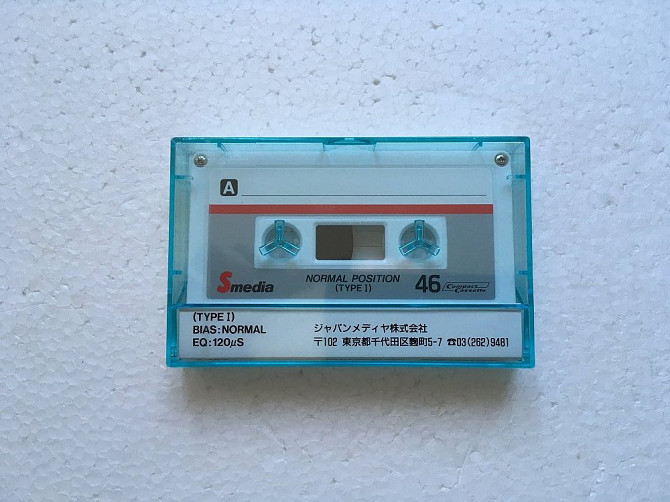 A
Smedia
NORMAL POSITION
(TYPE I)
46
Compact
Cassette
(TYPE I)
BIAS:NORMAL
EQ:120μS
ジャパンメディヤ株式会社
〒102 東京都千代田区麹町5-7 ☎03(262)9481